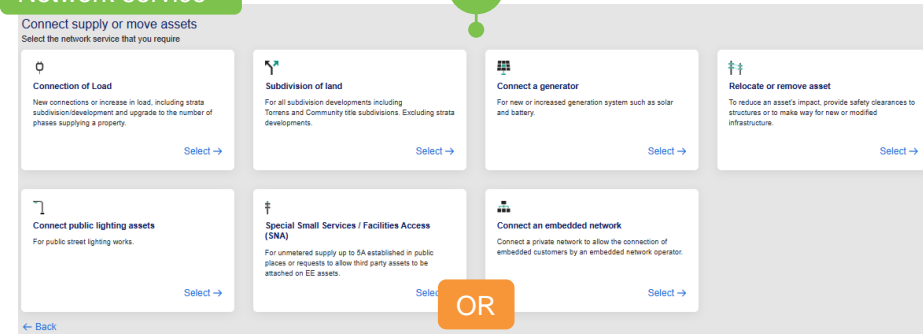 Network service
Connect supply or move assets
Select the network service that you require
Connection of Load
New connections or increase in load, including strata
subdivision/development and upgrade to the number of
phases supplying a property.
Select →
Subdivision of land
For all subdivision developments including
Torrens and Community title subdivisions. Excluding strata
developments.
Select →
Connect a generator
For new or increased generation system such as solar
and battery.
Select →
Relocate or remove asset
To reduce an asset's impact, provide safety clearances to
structures or to make way for new or modified
infrastructure.
Select →
Connect public lighting assets
For public street lighting works.
Select →
Special Small Services / Facilities Access
(SNA)
For unmetered supply up to 5A established in public
places or requests to allow third party assets to be
attached on EE assets.
Selec
Connect an embedded network
Connect a private network to allow the connection of
embedded customers by an embedded network operator.
Select →
OR
← Back